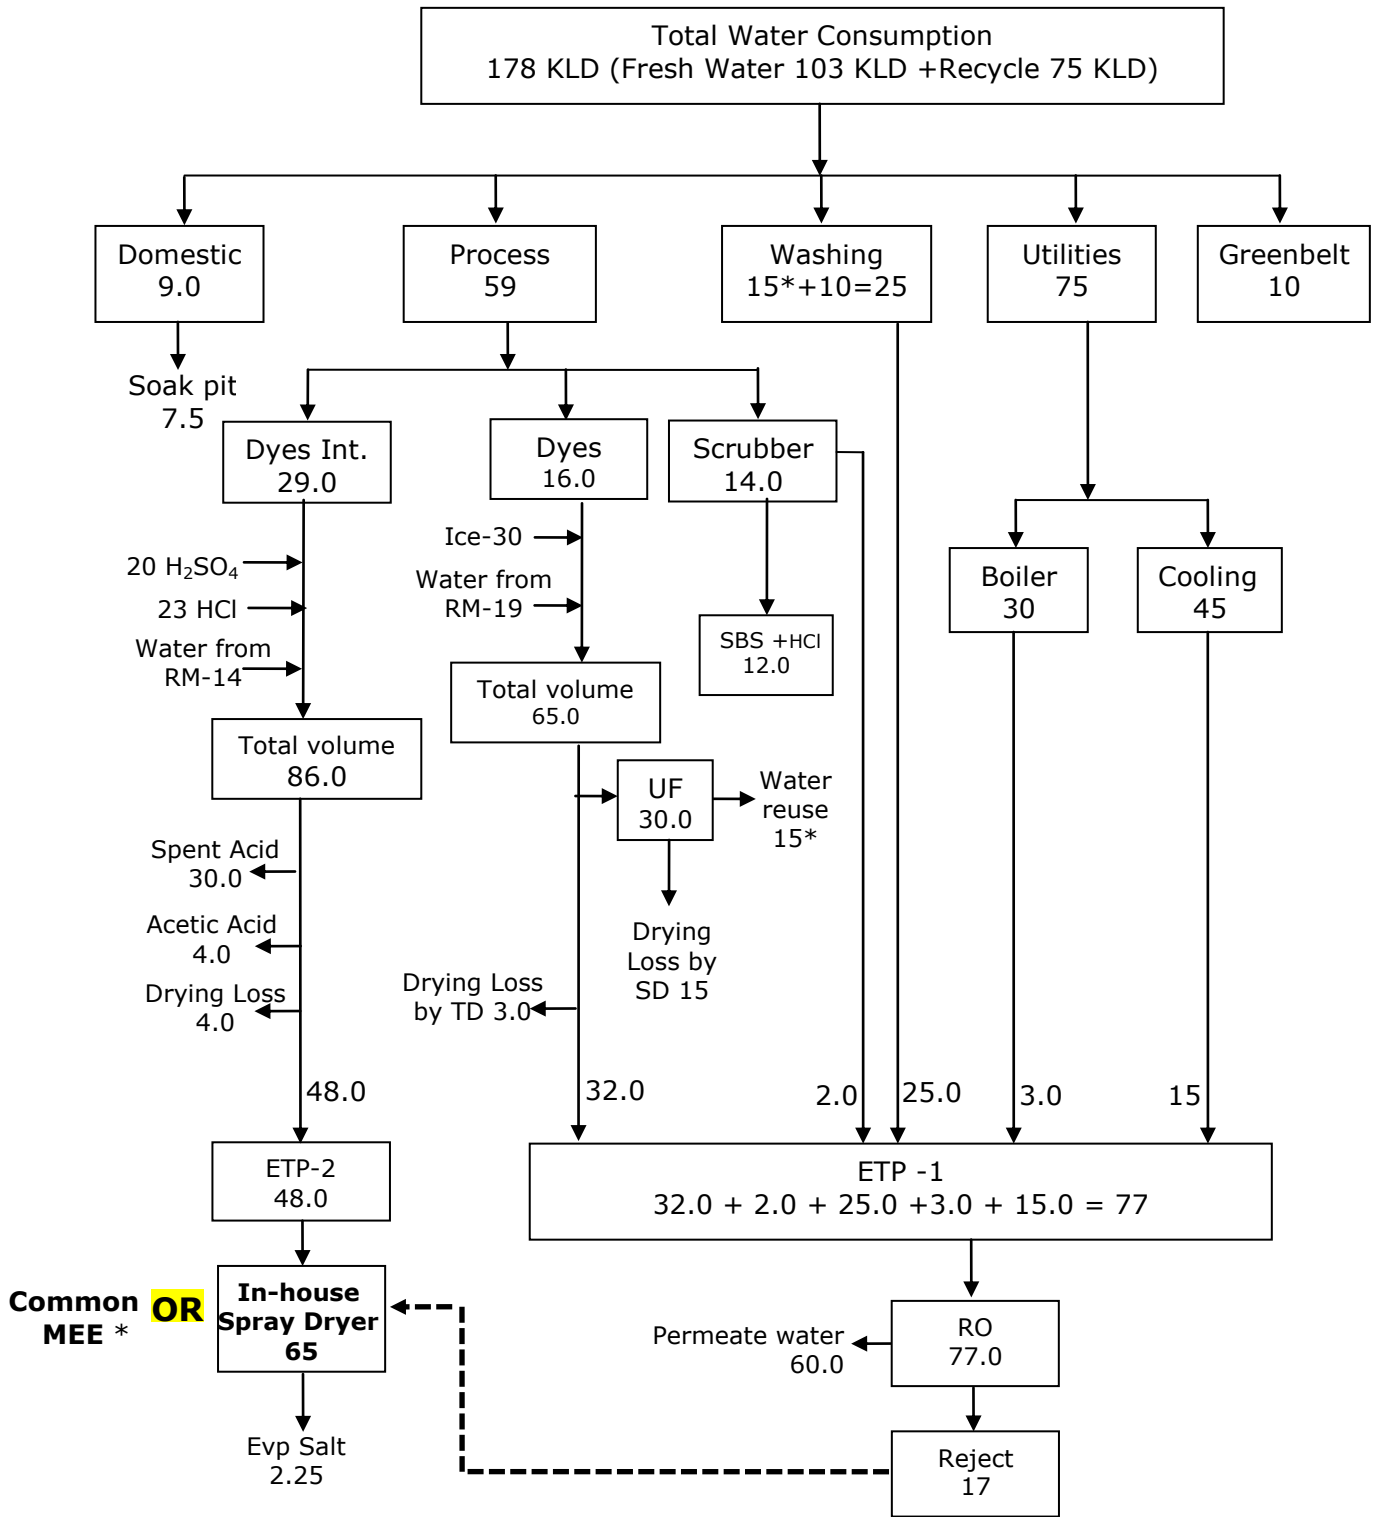 Total Water Consumption
178 KLD (Fresh Water 103 KLD +Recycle 75 KLD)
Domestic
9.0
Process
59
Washing
15*+10=25
Utilities
75
Greenbelt
10
Soak pit
7.5
Dyes Int.
29.0
Dyes
16.0
Scrubber
14.0
20 H₂SO₄
23 HCl
Water from
RM-14
Ice-30
Water from
RM-19
SBS +HCl
12.0
Boiler
30
Cooling
45
Total volume
86.0
Total volume
65.0
UF
30.0
Water
reuse
15*
Spent Acid
30.0
Acetic Acid
4.0
Drying Loss
4.0
Drying
Loss by
SD 15
Drying Loss
by TD 3.0
48.0
32.0
2.0
25.0
3.0
15
ETP-2
48.0
ETP -1
32.0 + 2.0 + 25.0 +3.0 + 15.0 = 77
Common
MEE *
OR
In-house
Spray Dryer
65
Permeate water
60.0
RO
77.0
Evp Salt
2.25
Reject
17